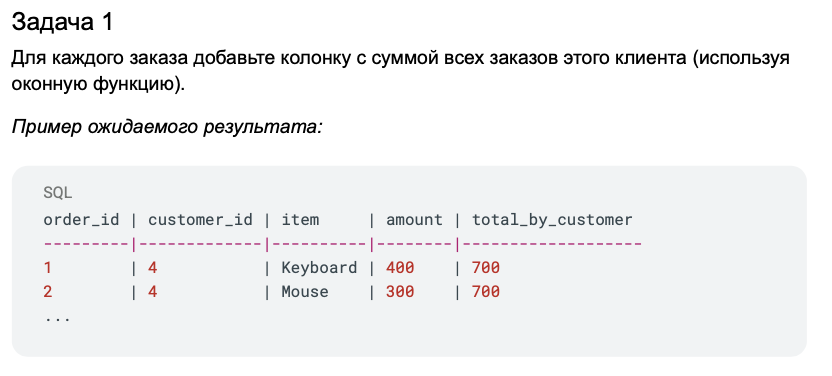 Задача 1
Для каждого заказа добавьте колонку с суммой всех заказов этого клиента (используя
оконную функцию).
Пример ожидаемого результата:
SQL
order_id | customer_id | item     | amount | total_by_customer
---------|-------------|----------|--------|-------------------
1        | 4           | Keyboard | 400    | 700
2        | 4           | Mouse    | 300    | 700
...